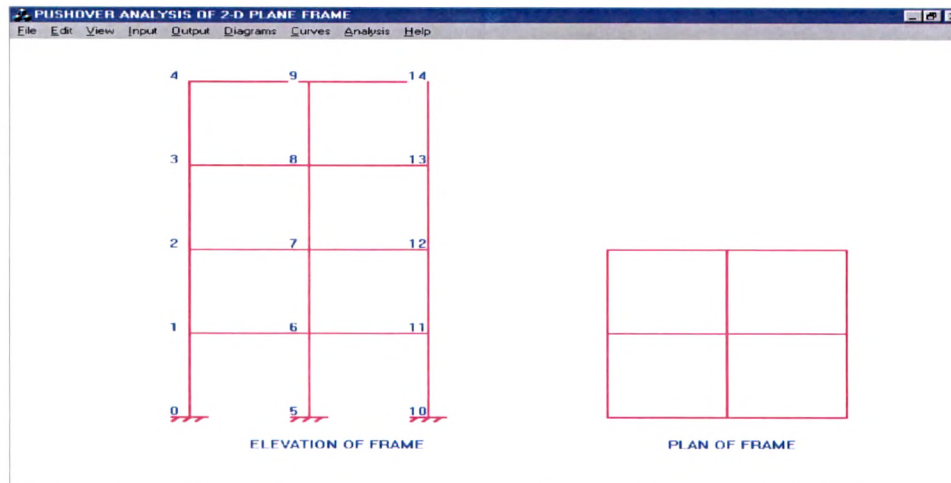 PUSHOVER ANALYSIS OF 2-D PLANE FRAME
File Edit View Input Output Diagrams Curves Analysis Help
4 9 14
3 8 13
2 7 12
1 6 11
0 5 10
ELEVATION OF FRAME
PLAN OF FRAME